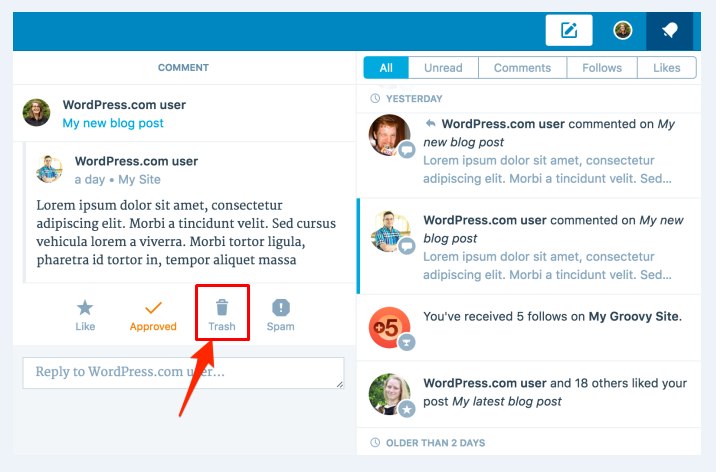 COMMENT
WordPress.com user
My new blog post
WordPress.com user
a day • My Site
Lorem ipsum dolor sit amet, consectetur
adipiscing elit. Morbi a tincidunt velit. Sed cursus
vehicula lorem a viverra. Morbi tortor ligula,
pharetra id tortor in, tempor aliquet massa
Like
Approved
Trash
Spam
Reply to WordPress.com user...
All
Unread
Comments
Follows
Likes
YESTERDAY
WordPress.com user commented on My
new blog post
Lorem ipsum dolor sit amet, consectetur
adipiscing elit. Morbi a tincidunt velit. Sed...
WordPress.com user commented on My new
blog post
Lorem ipsum dolor sit amet, consectetur
adipiscing elit. Morbi a tincidunt velit. Sed...
+5
You've received 5 follows on My Groovy Site.
WordPress.com user and 18 others liked your
post My latest blog post
OLDER THAN 2 DAYS